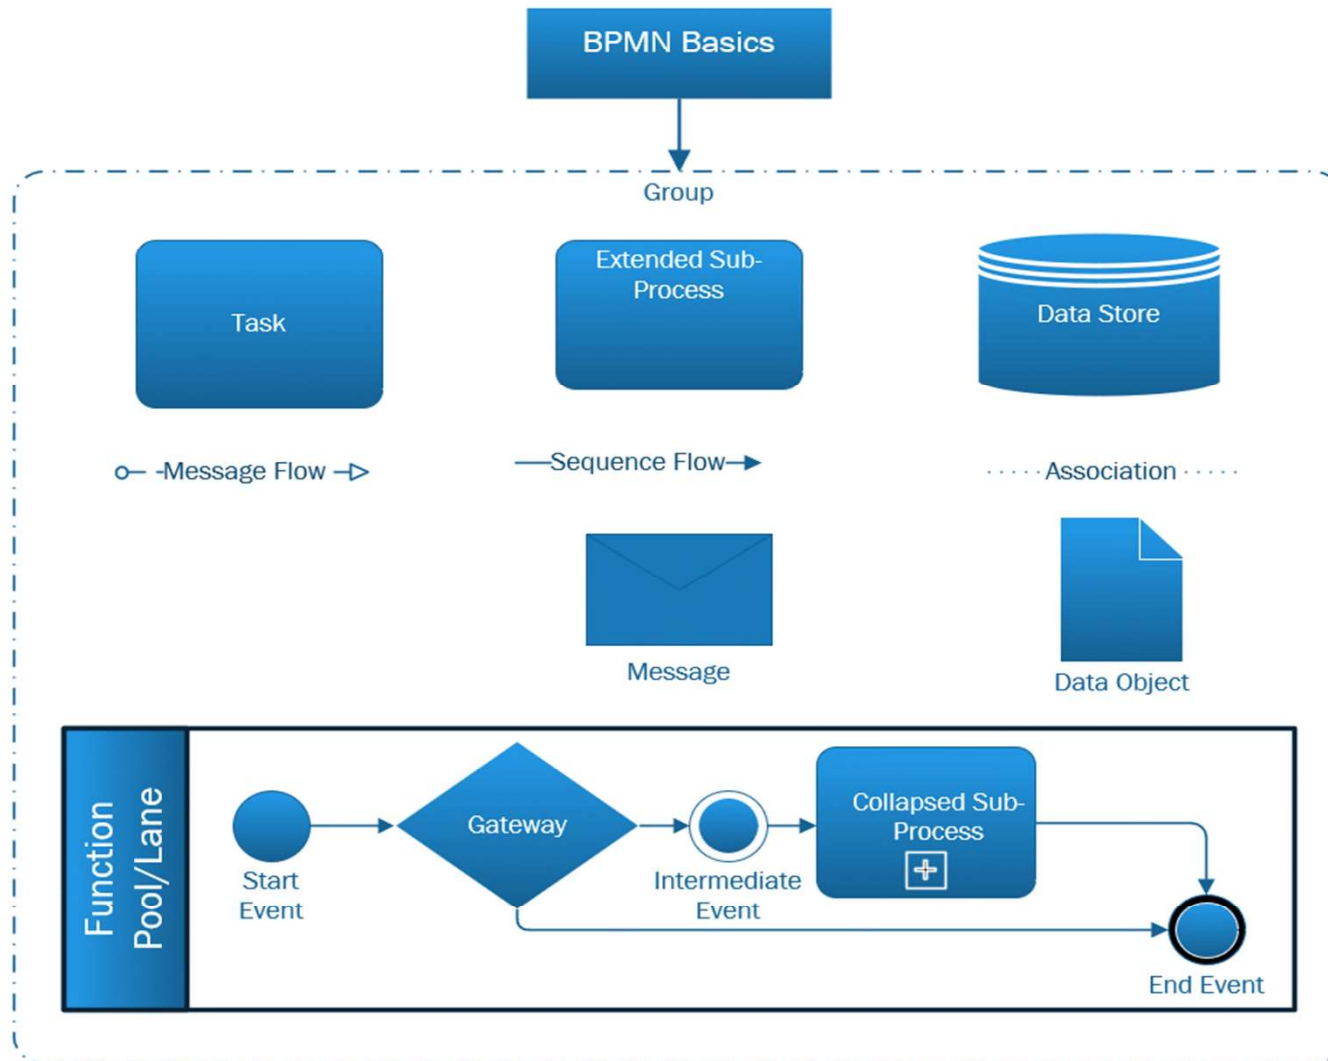 BPMN Basics
Group
Task
Extended Sub-
Process
Data Store
Message Flow
Sequence Flow
Association
Message
Data Object
Function
Pool/Lane
Start
Event
Gateway
Intermediate
Event
Collapsed Sub-
Process
End Event